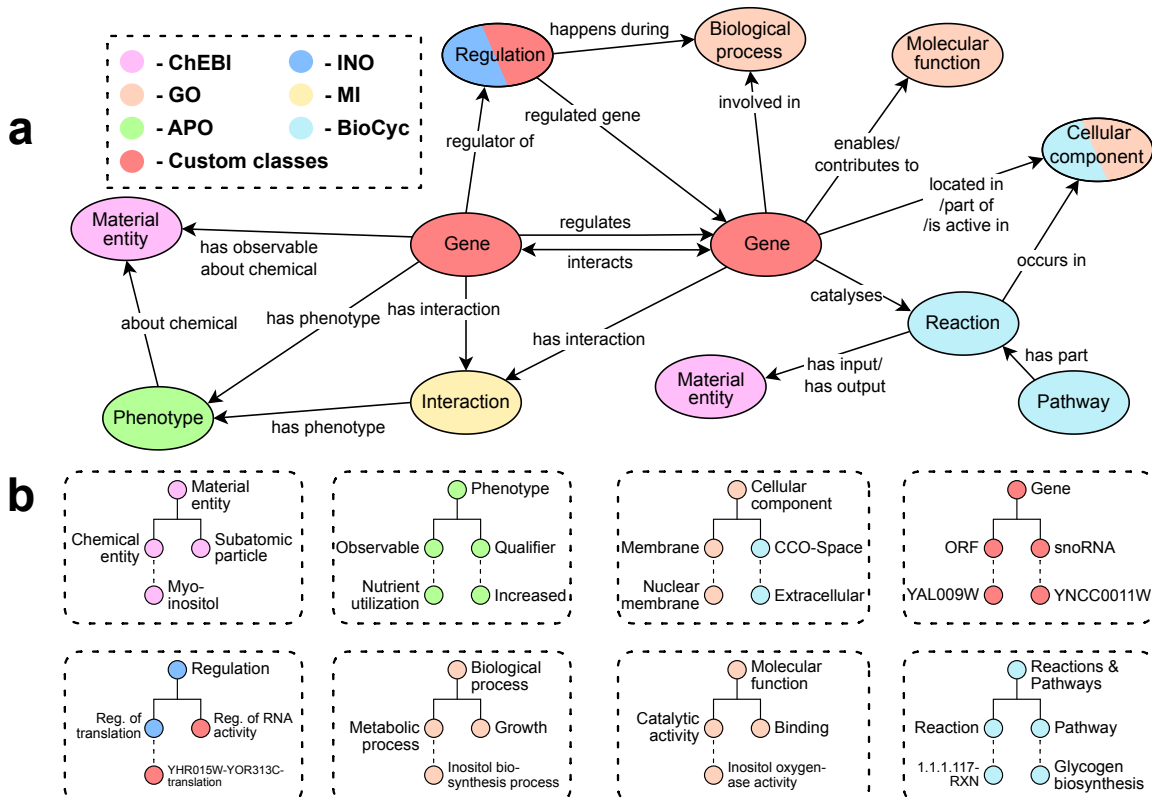 a
- ChEBI
- INO
- GO
- MI
- APO
- BioCyc
- Custom classes
Regulation
happens during
Biological
process
Molecular
function
regulator of
regulated gene
involved in
enables/
contributes to
Cellular
component
Material
entity
has observable
about chemical
Gene
regulates
interacts
Gene
located in
/part of
/is active in
occurs in
about chemical
has phenotype
has interaction
has interaction
catalyses
Reaction
has input/
has output
has part
Material
entity
Pathway
Phenotype
has phenotype
Interaction
b
Material
entity
Chemical
entity
Subatomic
particle
Myo-
inositol
Phenotype
Observable
Qualifier
Nutrient
utilization
Increased
Cellular
component
Membrane
CCO-Space
Nuclear
membrane
Extracellular
Gene
ORF
snoRNA
YAL009W
YNCC0011W
Regulation
Reg. of
translation
Reg. of RNA
activity
YHR015W-YOR313C-
translation
Biological
process
Metabolic
process
Growth
Inositol bio-
synthesis process
Molecular
function
Catalytic
activity
Binding
Inositol oxygen-
ase activity
Reactions &
Pathways
Reaction
Pathway
1.1.1.117-
RXN
Glycogen
biosynthesis